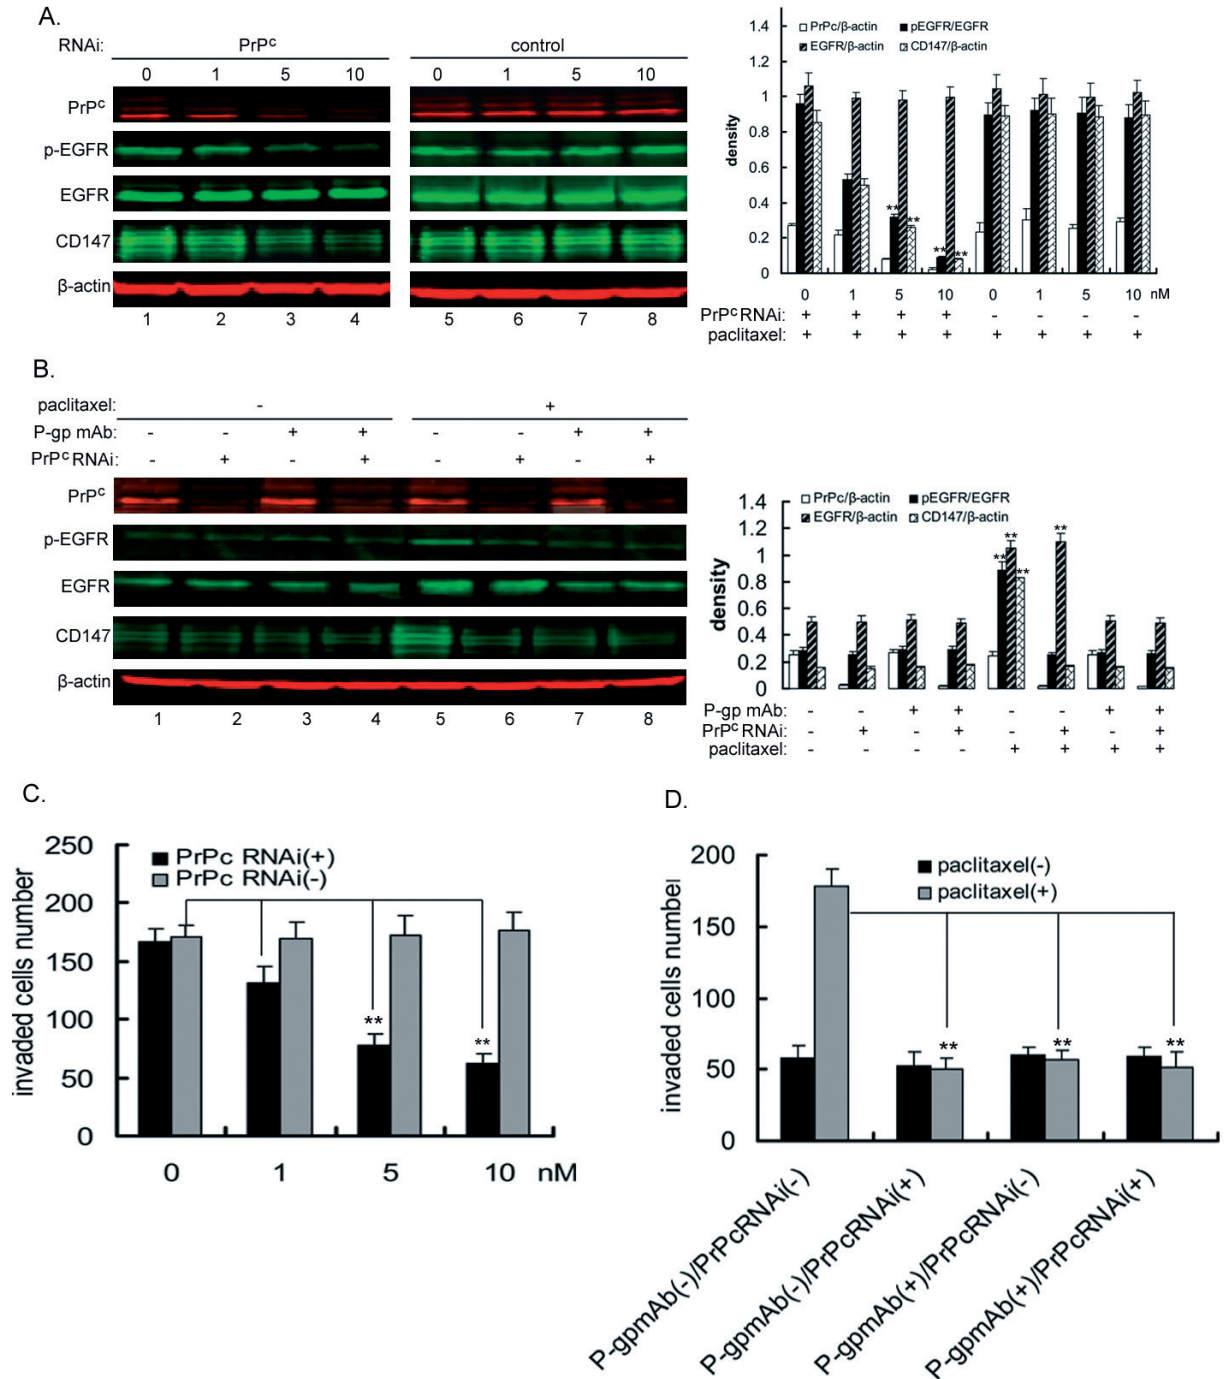 A.
RNAi: PrPᶜ control
0 1 5 10 0 1 5 10
PrPᶜ
p-EGFR
EGFR
CD147
β-actin
1 2 3 4 5 6 7 8
PrPc/β-actin pEGFR/EGFR
EGFR/β-actin CD147/β-actin
1.4
1.2
1
0.8
0.6
0.4
0.2
0
density
** ** ** **
0 1 5 10 0 1 5 10 nM
PrPᶜ RNAi: + + + + - - - -
paclitaxel: + + + + + + + +
B.
paclitaxel: - +
P-gp mAb: - - + + - - + +
PrPᶜ RNAi: - + - + - + - +
PrPᶜ
p-EGFR
EGFR
CD147
β-actin
1 2 3 4 5 6 7 8
PrPc/β-actin pEGFR/EGFR
EGFR/β-actin CD147/β-actin
1.4
1.2
1
0.8
0.6
0.4
0.2
0
density
** ** ** **
P-gp mAb: - - + + - - + +
PrPᶜ RNAi: - + - + - + - +
paclitaxel: - - - - + + + +
C.
250
200
150
100
50
0
invaded cells number
PrPc RNAi(+)
PrPc RNAi(-)
** **
0 1 5 10 nM
D.
200
150
100
50
0
invaded cells number
paclitaxel(-)
paclitaxel(+)
** ** **
P-gpmAb(-)/PrPcRNAi(-)
P-gpmAb(-)/PrPcRNAi(+)
P-gpmAb(+)/PrPcRNAi(-)
P-gpmAb(+)/PrPcRNAi(+)